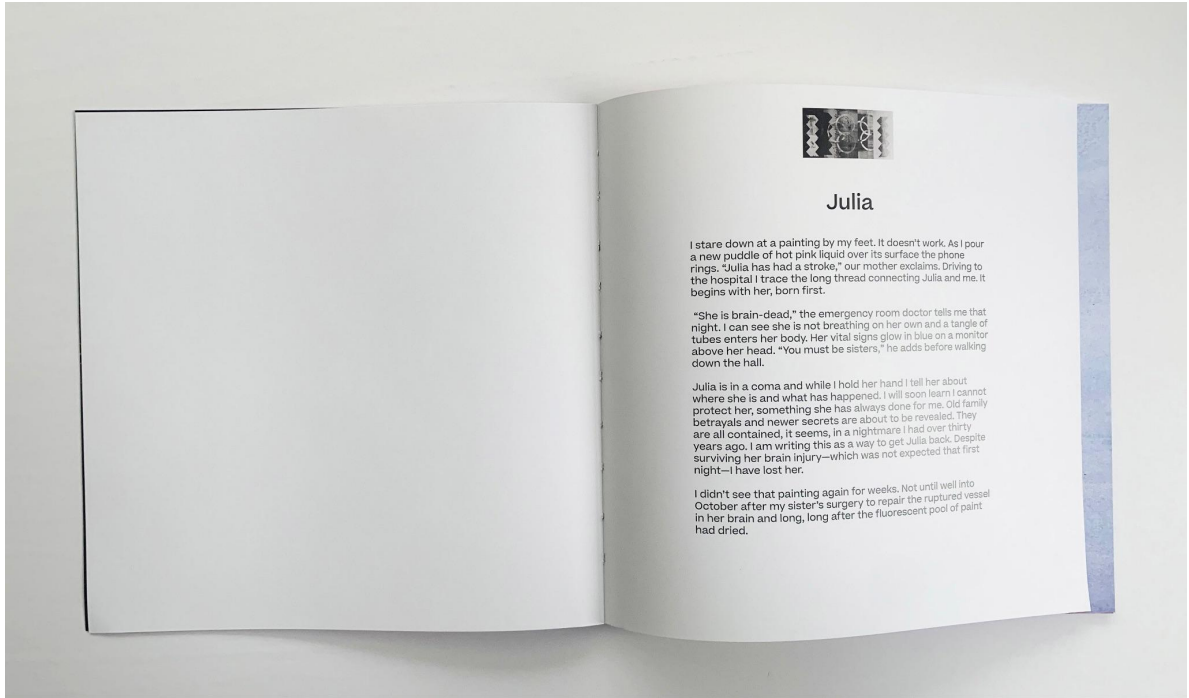 Julia
I stare down at a painting by my feet. It doesn't work. As I pour
a new puddle of hot pink liquid over its surface the phone
rings. “Julia has had a stroke,” our mother exclaims. Driving to
the hospital I trace the long thread connecting Julia and me. It
begins with her, born first.
“She is brain-dead,” the emergency room doctor tells me that
night. I can see she is not breathing on her own and a tangle of
tubes enters her body. Her vital signs glow in blue on a monitor
above her head. “You must be sisters,” he adds before walking
down the hall.
Julia is in a coma and while I hold her hand I tell her about
where she is and what has happened. I will soon learn I cannot
protect her, something she has always done for me. Old family
betrayals and newer secrets are about to be revealed. They
are all contained, it seems, in a nightmare I had over thirty
years ago. I am writing this as a way to get Julia back. Despite
surviving her brain injury—which was not expected that first
night—I have lost her.
I didn't see that painting again for weeks. Not until well into
October after my sister's surgery to repair the ruptured vessel
in her brain and long, long after the fluorescent pool of paint
had dried.